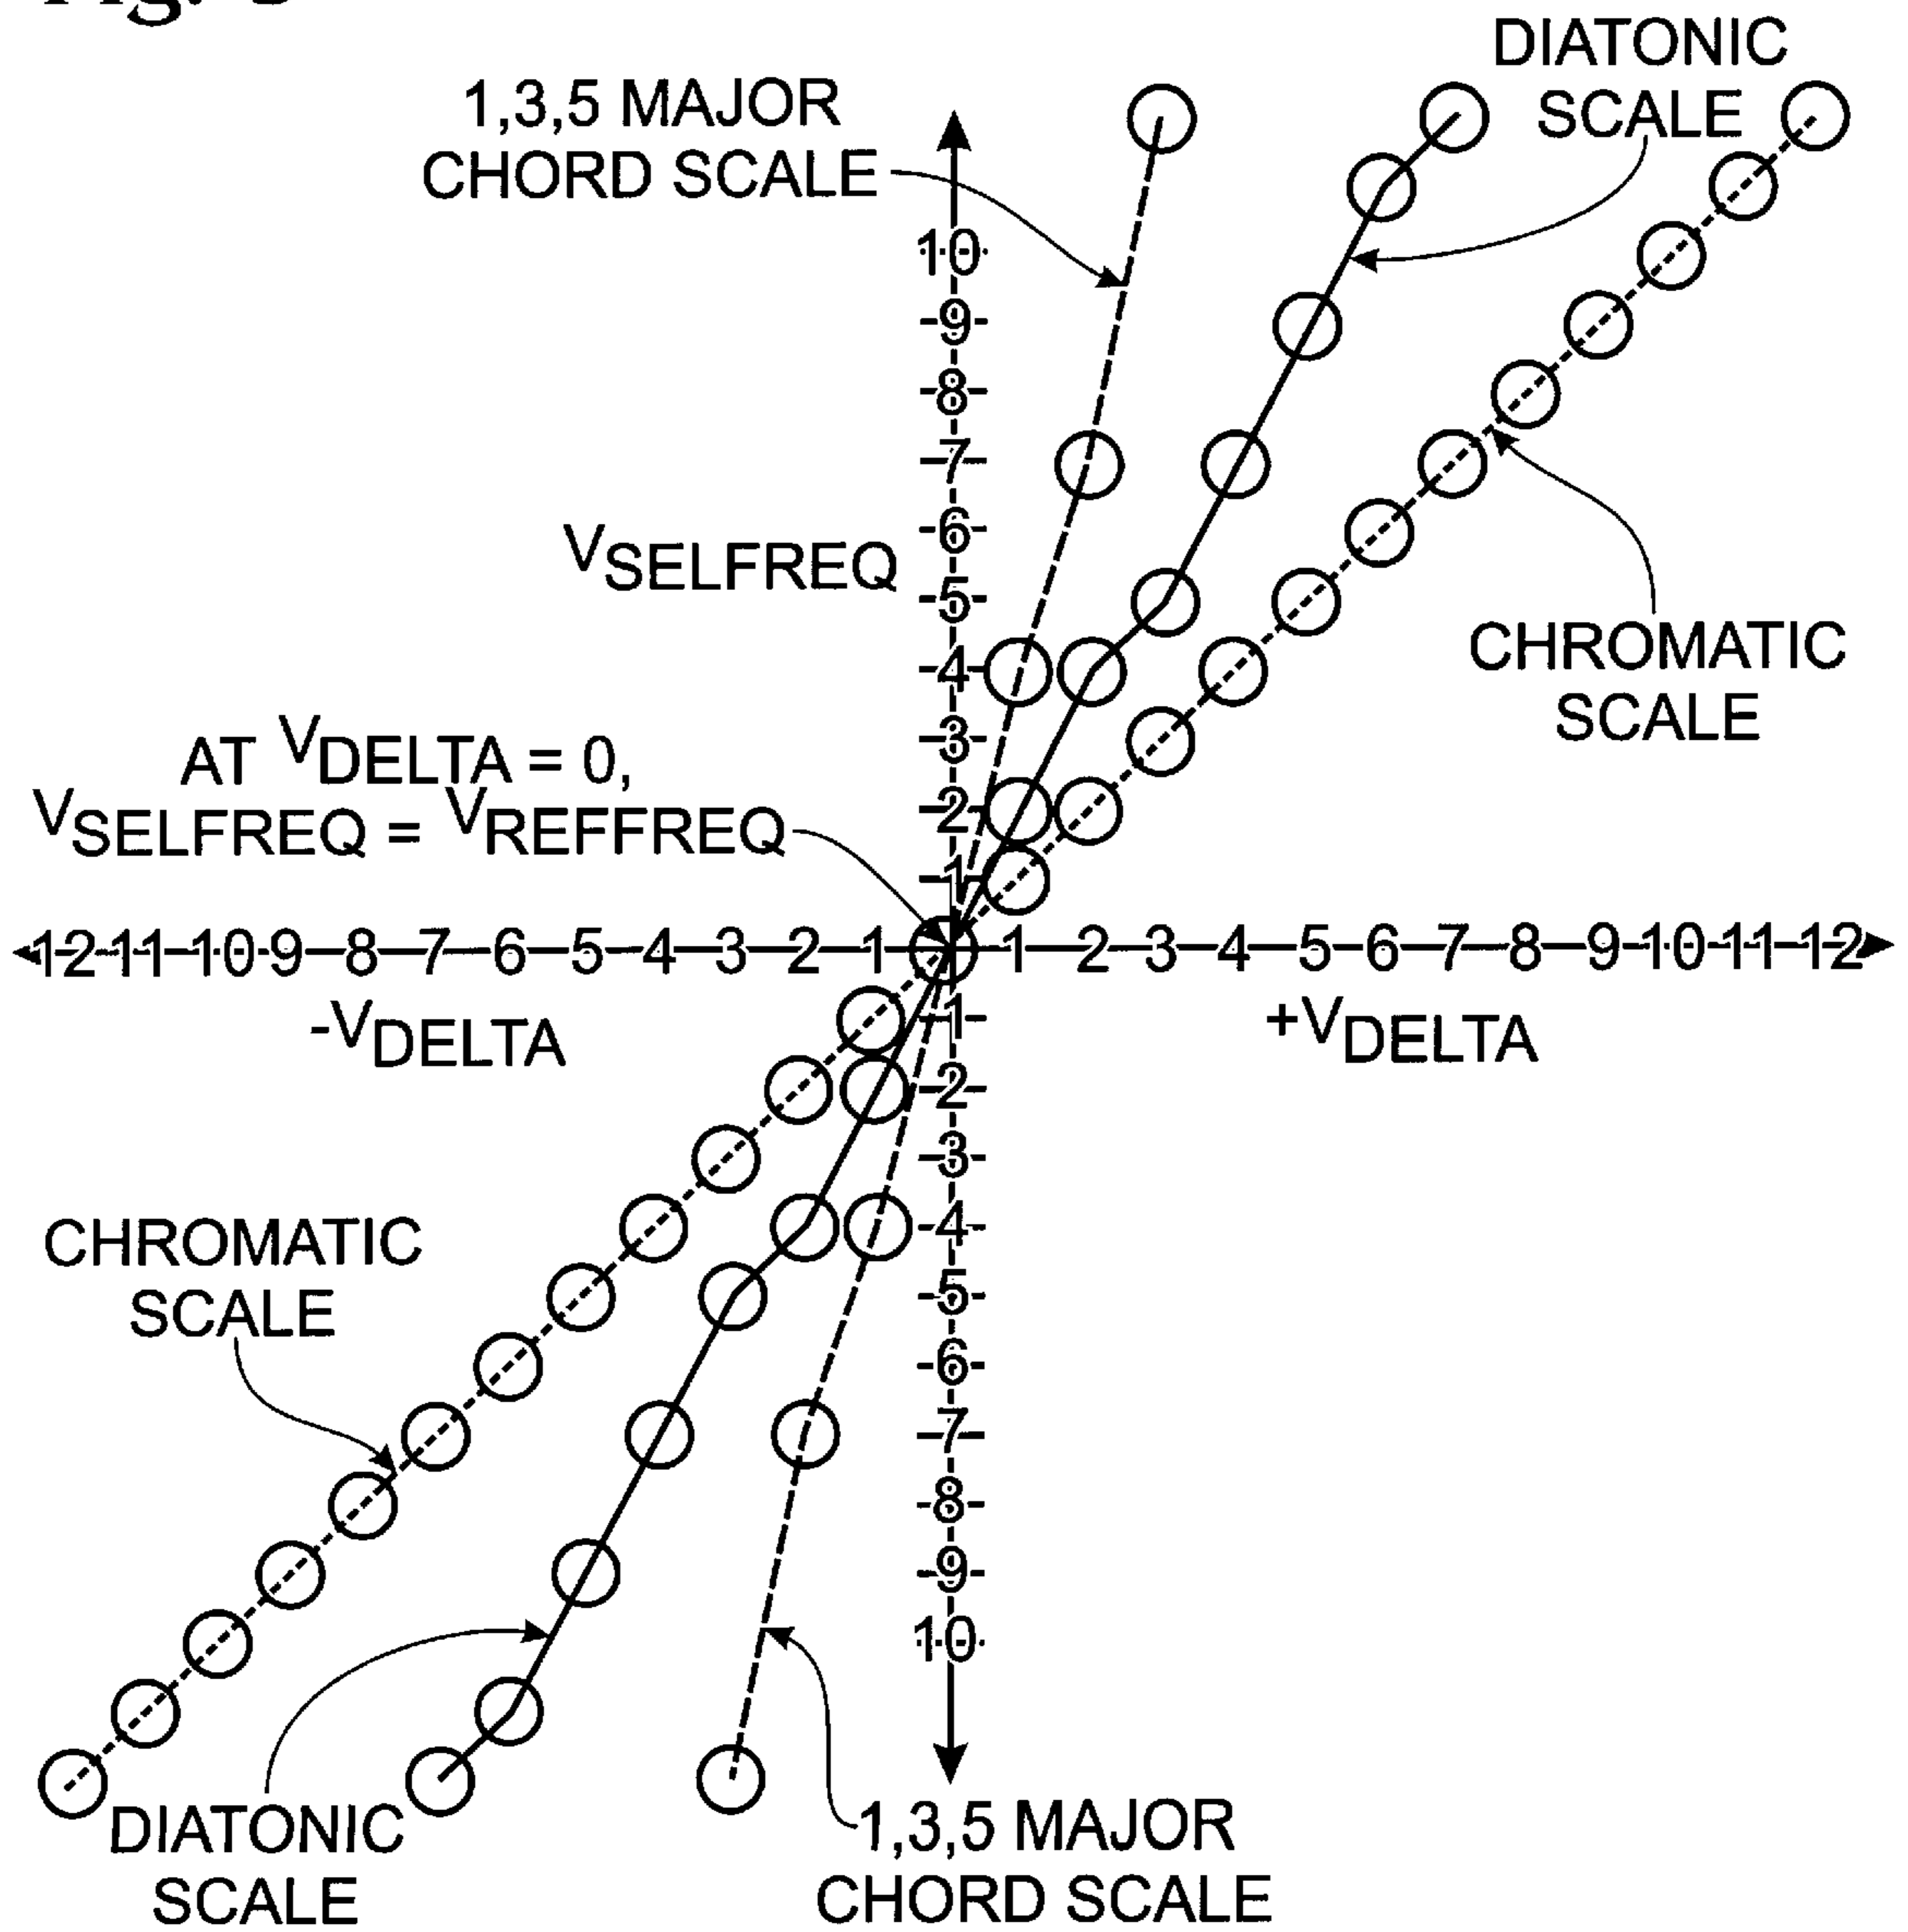 DIATONIC
SCALE
1,3,5 MAJOR
CHORD SCALE
10
9
8
7
6
5
4
3
2
1
VSELFREQ
CHROMATIC
SCALE
AT VDELTA = 0,
VSELFREQ = VREFFREQ
12 11 10 9 8 7 6 5 4 3 2 1 1 2 3 4 5 6 7 8 9 10 11 12
-VDELTA
+VDELTA
1
2
3
4
5
6
7
8
9
10
CHROMATIC
SCALE
DIATONIC
SCALE
1,3,5 MAJOR
CHORD SCALE